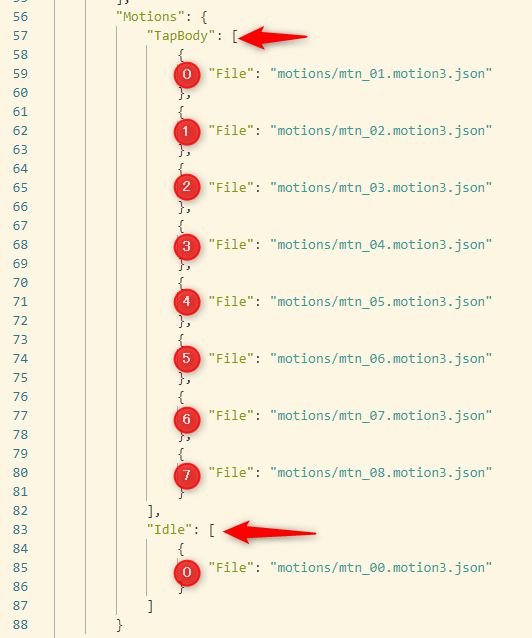 56 "Motions": {
57 "TapBody": [
58 {
59 0 "File": "motions/mtn_01.motion3.json"
60 },
61 {
62 1 "File": "motions/mtn_02.motion3.json"
63 },
64 {
65 2 "File": "motions/mtn_03.motion3.json"
66 },
67 {
68 3 "File": "motions/mtn_04.motion3.json"
69 },
70 {
71 4 "File": "motions/mtn_05.motion3.json"
72 },
73 {
74 5 "File": "motions/mtn_06.motion3.json"
75 },
76 {
77 6 "File": "motions/mtn_07.motion3.json"
78 },
79 {
80 7 "File": "motions/mtn_08.motion3.json"
81 }
82 ],
83 "Idle": [
84 {
85 0 "File": "motions/mtn_00.motion3.json"
86 }
87 ]
88 }